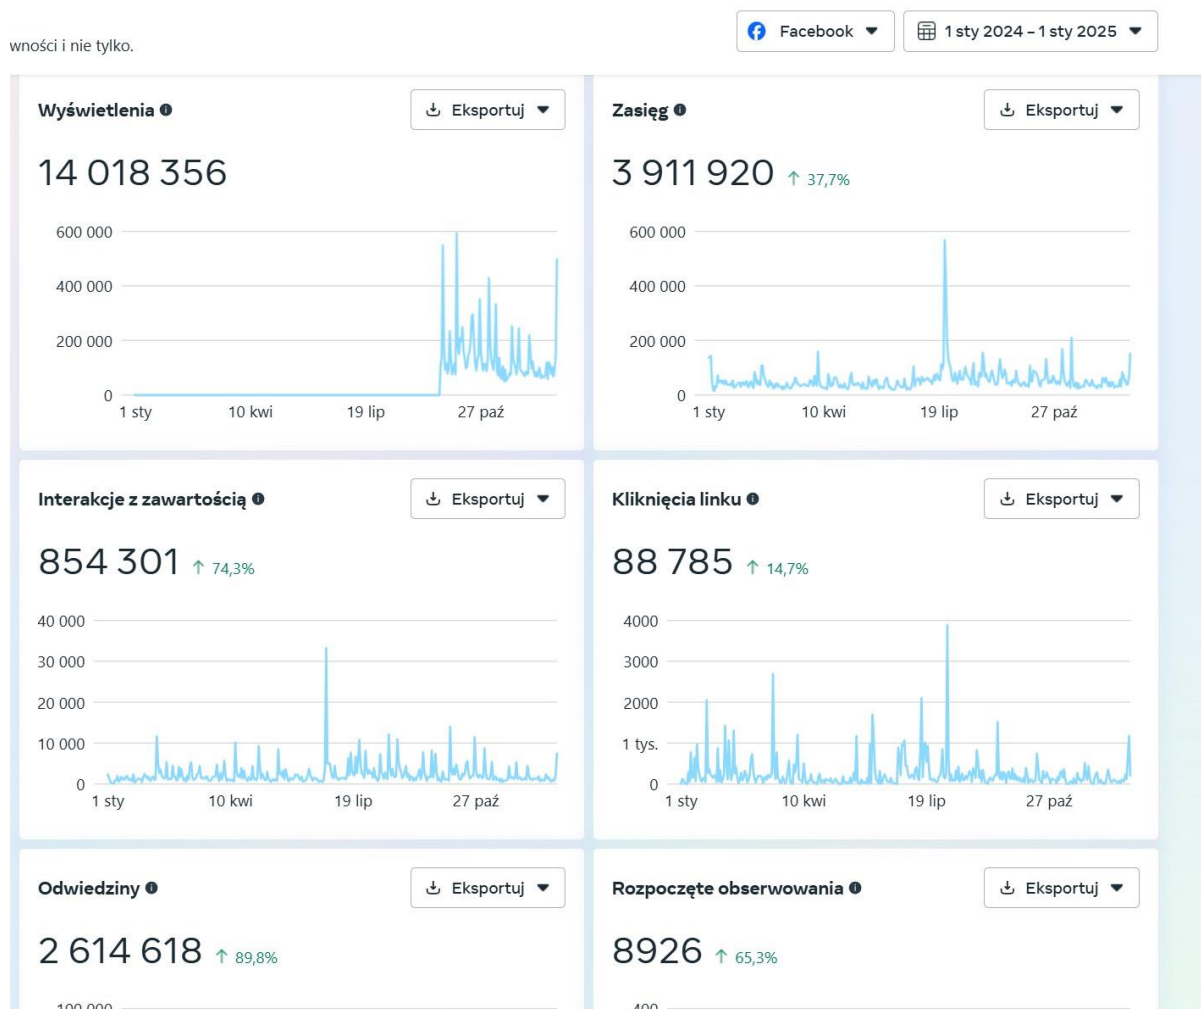 Facebook
1 sty 2024 – 1 sty 2025
wności i nie tylko.
Wyświetlenia
Eksportuj
14 018 356
600 000
400 000
200 000
0
1 sty 10 kwi 19 lip 27 paź
Zasięg
Eksportuj
3 911 920 ↑ 37,7%
600 000
400 000
200 000
0
1 sty 10 kwi 19 lip 27 paź
Interakcje z zawartością
Eksportuj
854 301 ↑ 74,3%
40 000
30 000
20 000
10 000
0
1 sty 10 kwi 19 lip 27 paź
Kliknięcia linku
Eksportuj
88 785 ↑ 14,7%
4000
3000
2000
1 tys.
0
1 sty 10 kwi 19 lip 27 paź
Odwiedziny
Eksportuj
2 614 618 ↑ 89,8%
100 000
Rozpoczęte obserwowania
Eksportuj
8926 ↑ 65,3%
400